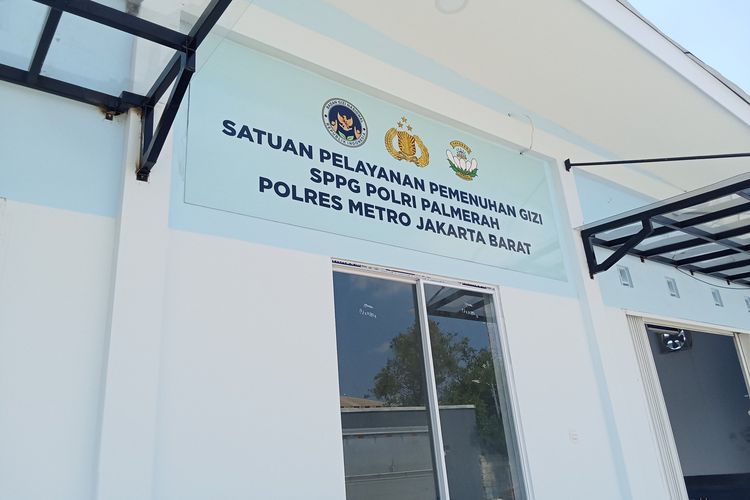 SATUAN PELAYANAN PEMENUHAN GIZI
SPPG POLRI PALMERAH
POLRES METRO JAKARTA BARAT